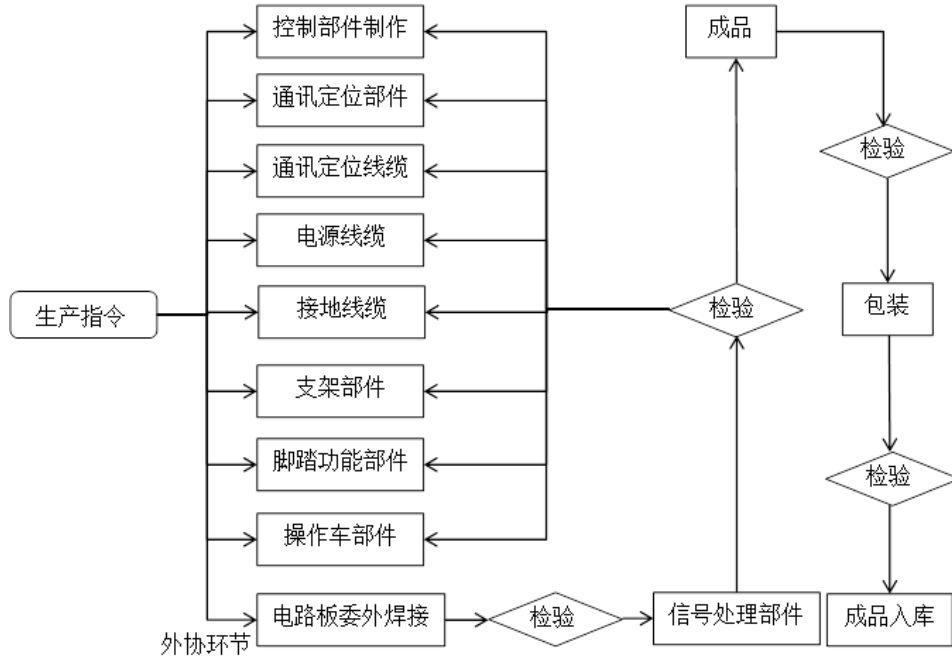 生产指令
控制部件制作
通讯定位部件
通讯定位线缆
电源线缆
接地线缆
支架部件
脚踏功能部件
操作车部件
外协环节
电路板委外焊接
检验
信号处理部件
检验
成品
检验
包装
检验
成品入库